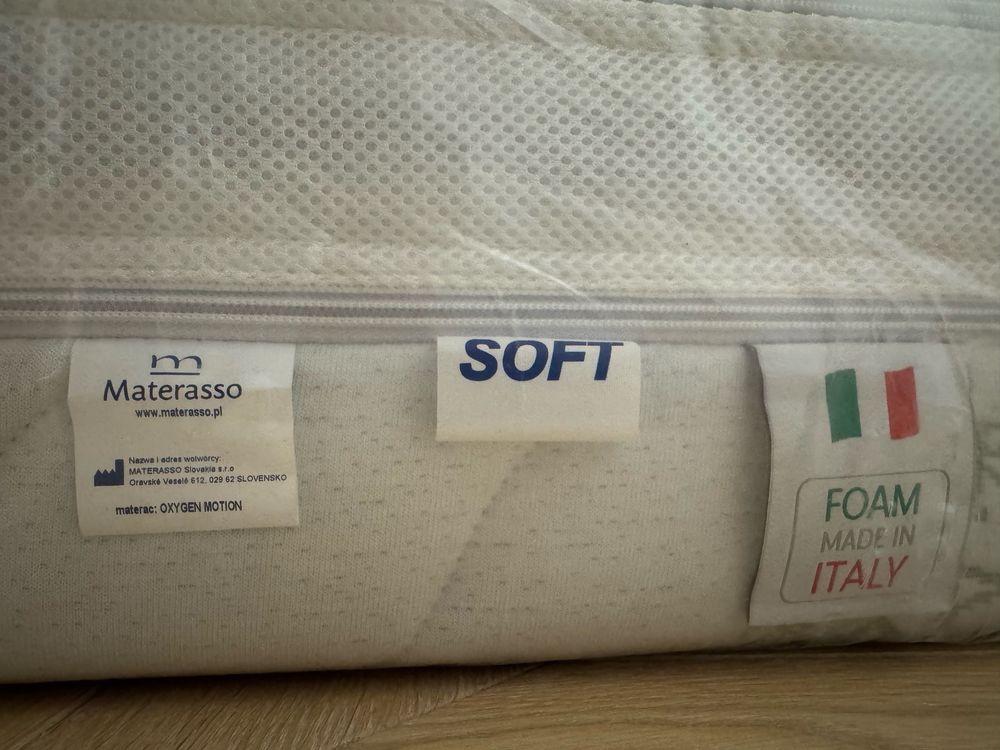 m
Materasso
www.materasso.pl
Nazwa i adres wolwórcy:
MATERASSO Slovakia s.r.o
Oravské Veselé 612, 029 62 SLOVENSKO
materac: OXYGEN MOTION
SOFT
FOAM
MADE IN
ITALY